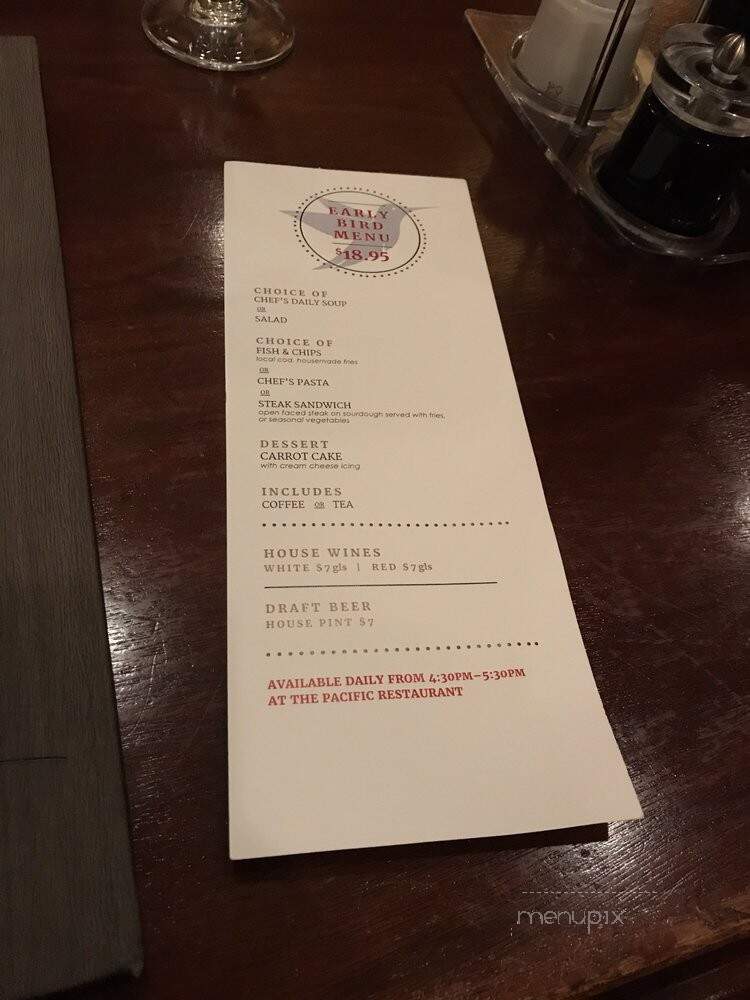 EARLY
BIRD
MENU
$18.95
CHOICE OF
CHEF'S DAILY SOUP
OR
SALAD
CHOICE OF
FISH & CHIPS
local cod, housemade fries
OR
CHEF'S PASTA
OR
STEAK SANDWICH
open faced steak on sourdough served with fries,
or seasonal vegetables
DESSERT
CARROT CAKE
with cream cheese icing
INCLUDES
COFFEE OR TEA
HOUSE WINES
WHITE $7gls | RED $7gls
DRAFT BEER
HOUSE PINT $7
AVAILABLE DAILY FROM 4:30PM–5:30PM
AT THE PACIFIC RESTAURANT
menupix